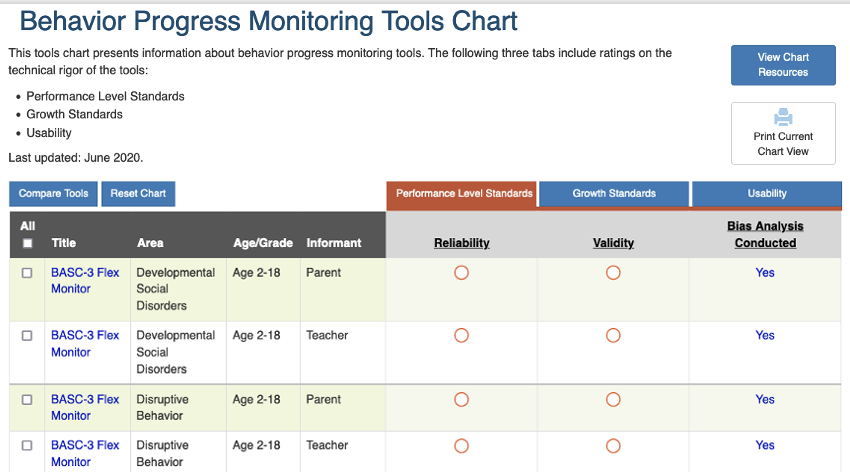 Behavior Progress Monitoring Tools Chart
This tools chart presents information about behavior progress monitoring tools. The following three tabs include ratings on the
technical rigor of the tools:
• Performance Level Standards
• Growth Standards
• Usability
Last updated: June 2020.
View Chart
Resources
Print Current
Chart View
Compare Tools Reset Chart Performance Level Standards Growth Standards Usability
All Title Area Age/Grade Informant Reliability Validity Bias Analysis
Conducted
BASC-3 Flex Developmental Age 2-18 Parent Yes
Monitor Social
Disorders
BASC-3 Flex Developmental Age 2-18 Teacher Yes
Monitor Social
Disorders
BASC-3 Flex Disruptive Age 2-18 Parent Yes
Monitor Behavior
BASC-3 Flex Disruptive Age 2-18 Teacher Yes
Monitor Behavior